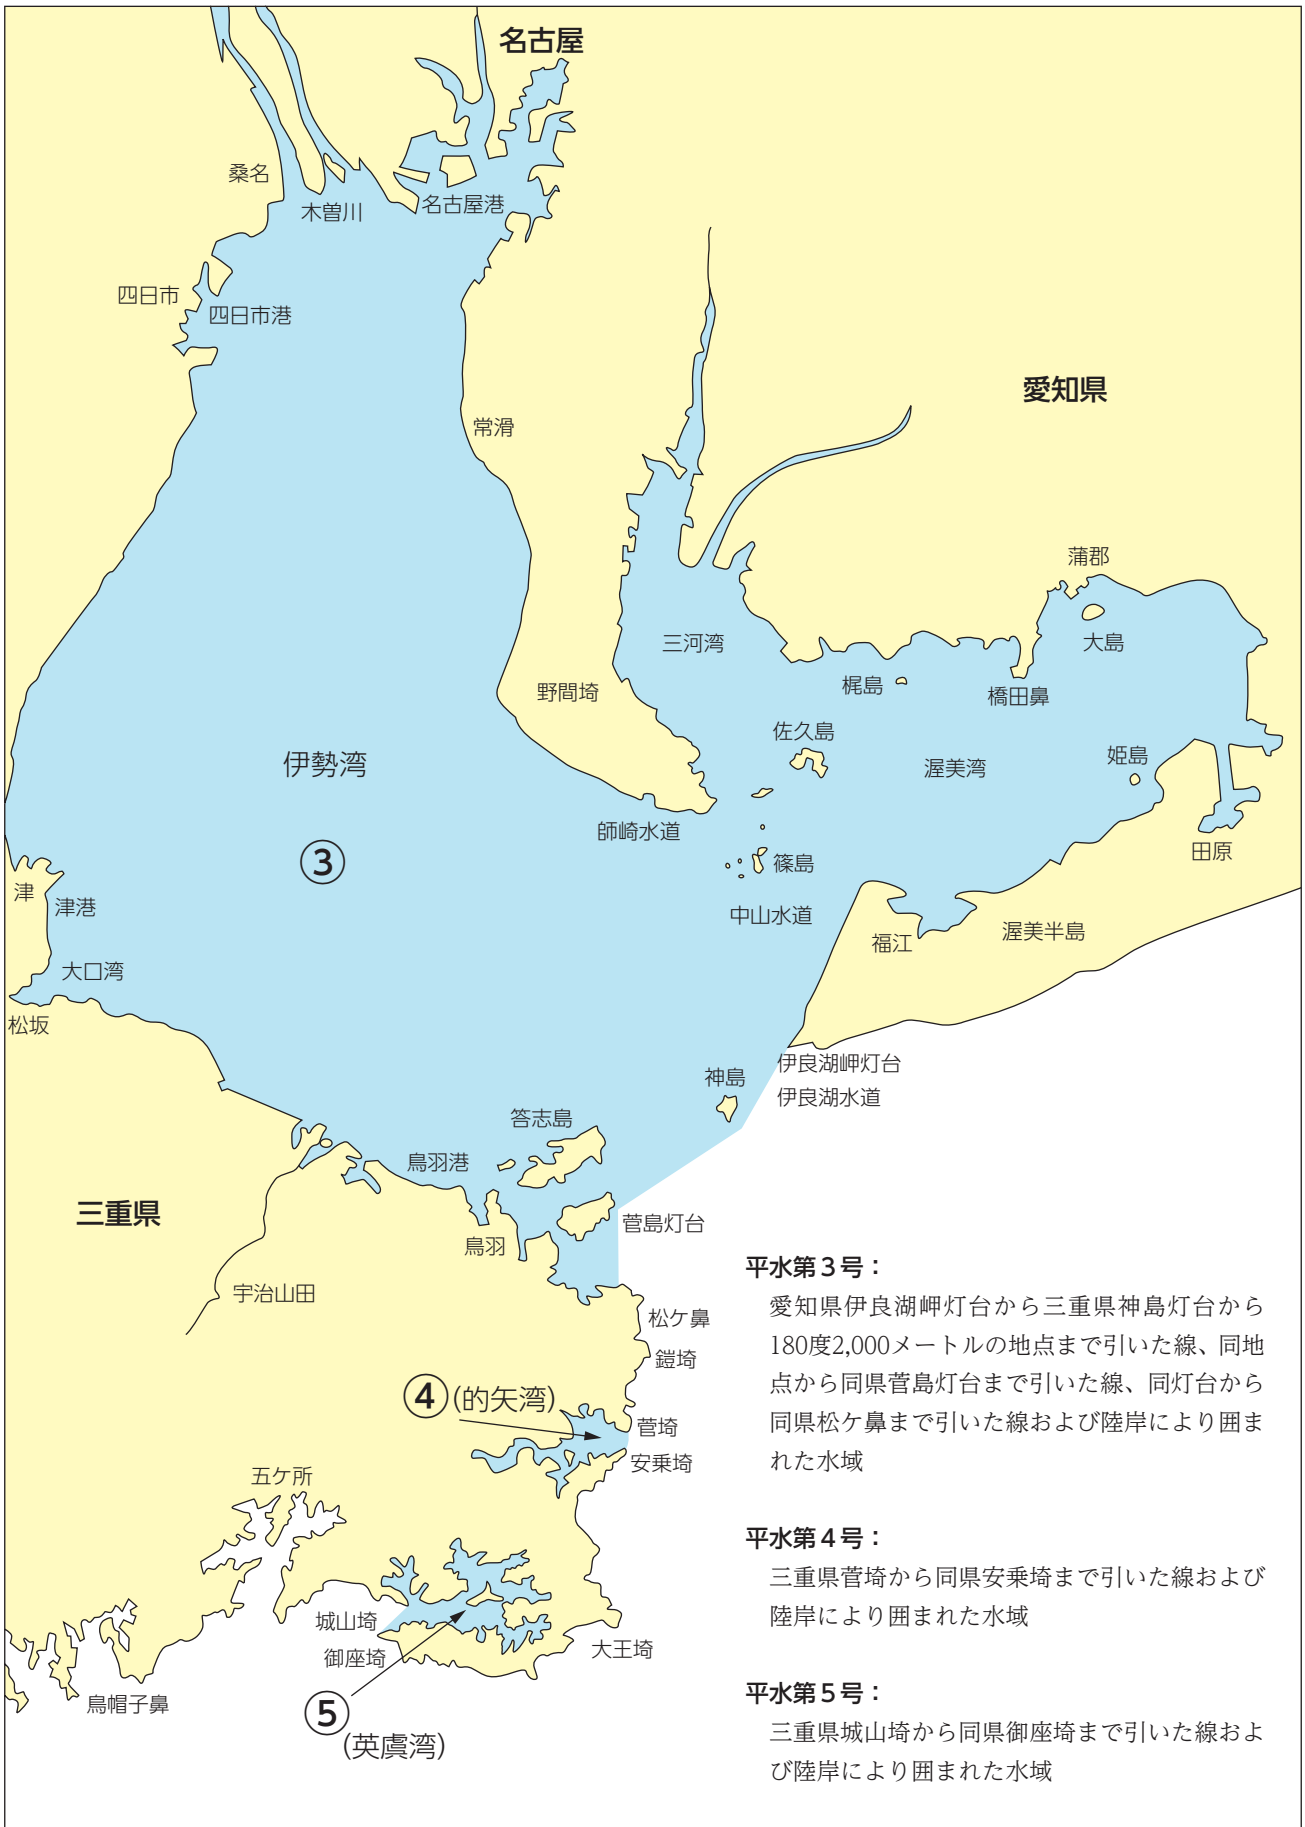 名古屋
桑名
木曽川
名古屋港
四日市
四日市港
愛知県
常滑
蒲郡
三河湾
大島
梶島
橋田鼻
野間埼
佐久島
伊勢湾
渥美湾
姫島
師崎水道
③
篠島
田原
津
津港
中山水道
福江
渥美半島
大口湾
松坂
伊良湖岬灯台
神島
伊良湖水道
答志島
鳥羽港
三重県
菅島灯台
鳥羽
宇治山田
松ケ鼻
鎧埼
④(的矢湾)
菅埼
安乗埼
五ケ所
城山埼
御座埼
大王埼
烏帽子鼻
⑤
(英虞湾)
平水第3号:
愛知県伊良湖岬灯台から三重県神島灯台から
180度2,000メートルの地点まで引いた線、同地
点から同県菅島灯台まで引いた線、同灯台から
同県松ケ鼻まで引いた線および陸岸により囲ま
れた水域
平水第4号:
三重県菅埼から同県安乗埼まで引いた線および
陸岸により囲まれた水域
平水第5号:
三重県城山埼から同県御座埼まで引いた線およ
び陸岸により囲まれた水域